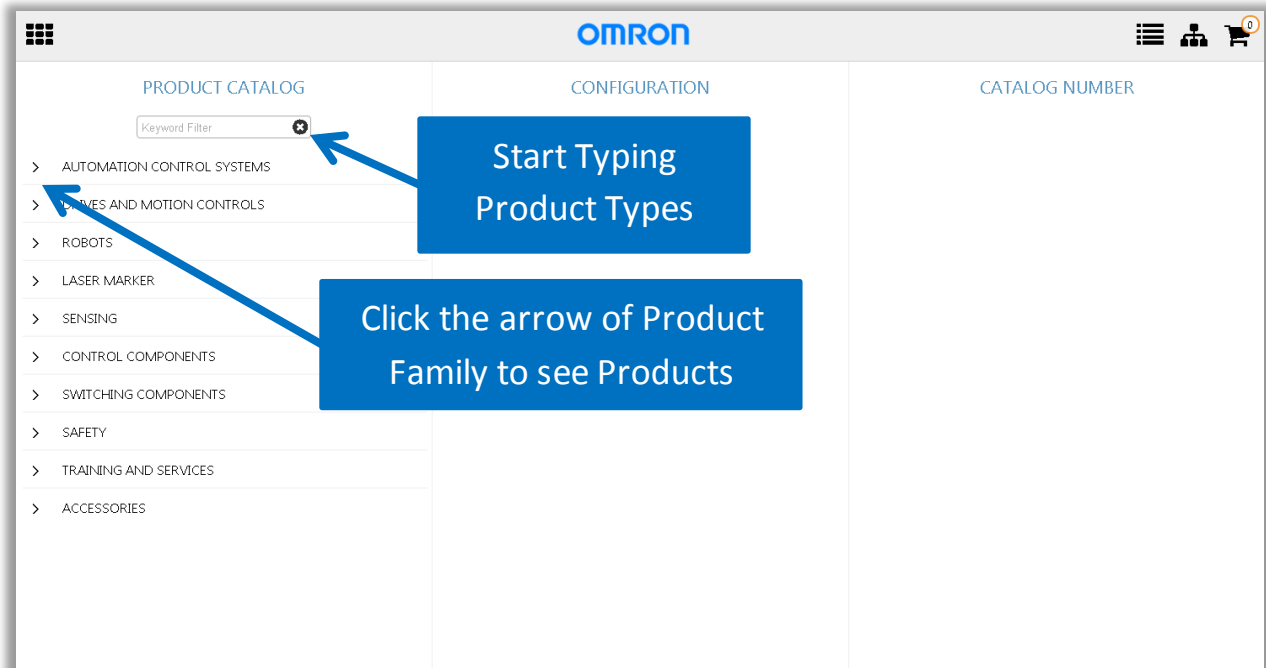 OMRON
0
PRODUCT CATALOG
CONFIGURATION
CATALOG NUMBER
Keyword Filter
Start Typing
Product Types
AUTOMATION CONTROL SYSTEMS
DRIVES AND MOTION CONTROLS
ROBOTS
LASER MARKER
SENSING
CONTROL COMPONENTS
SWITCHING COMPONENTS
SAFETY
TRAINING AND SERVICES
ACCESSORIES
Click the arrow of Product
Family to see Products